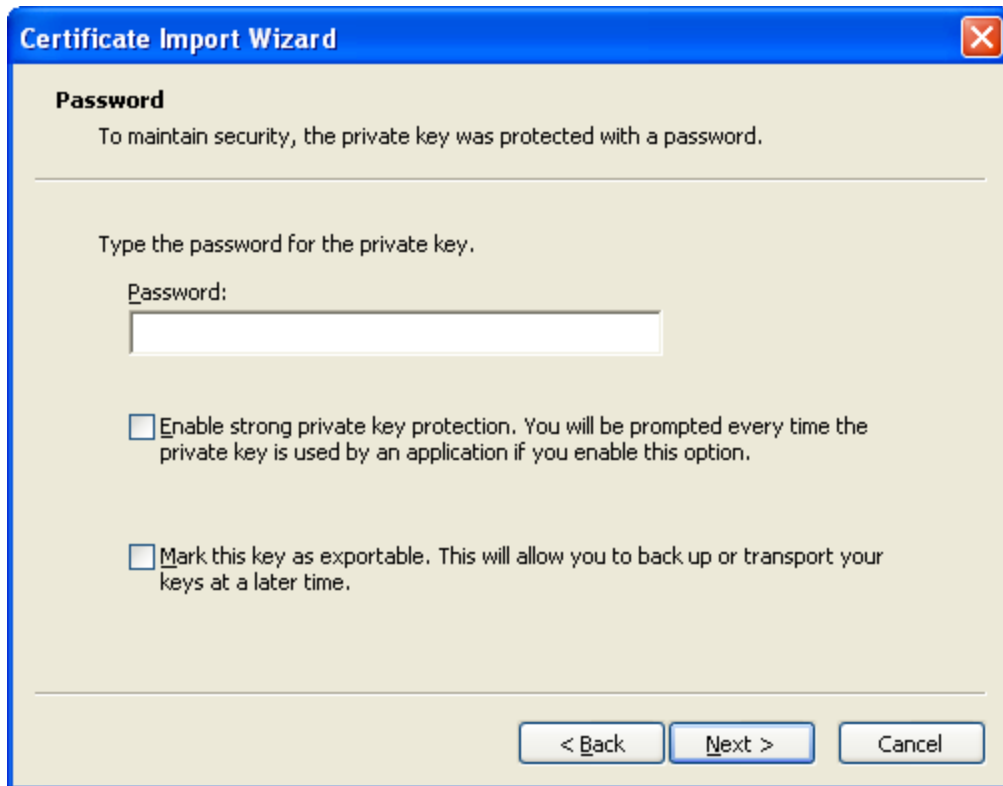 Certificate Import Wizard
Password
To maintain security, the private key was protected with a password.
Type the password for the private key.
Password:
Enable strong private key protection. You will be prompted every time the
private key is used by an application if you enable this option.
Mark this key as exportable. This will allow you to back up or transport your
keys at a later time.
< Back
Next >
Cancel